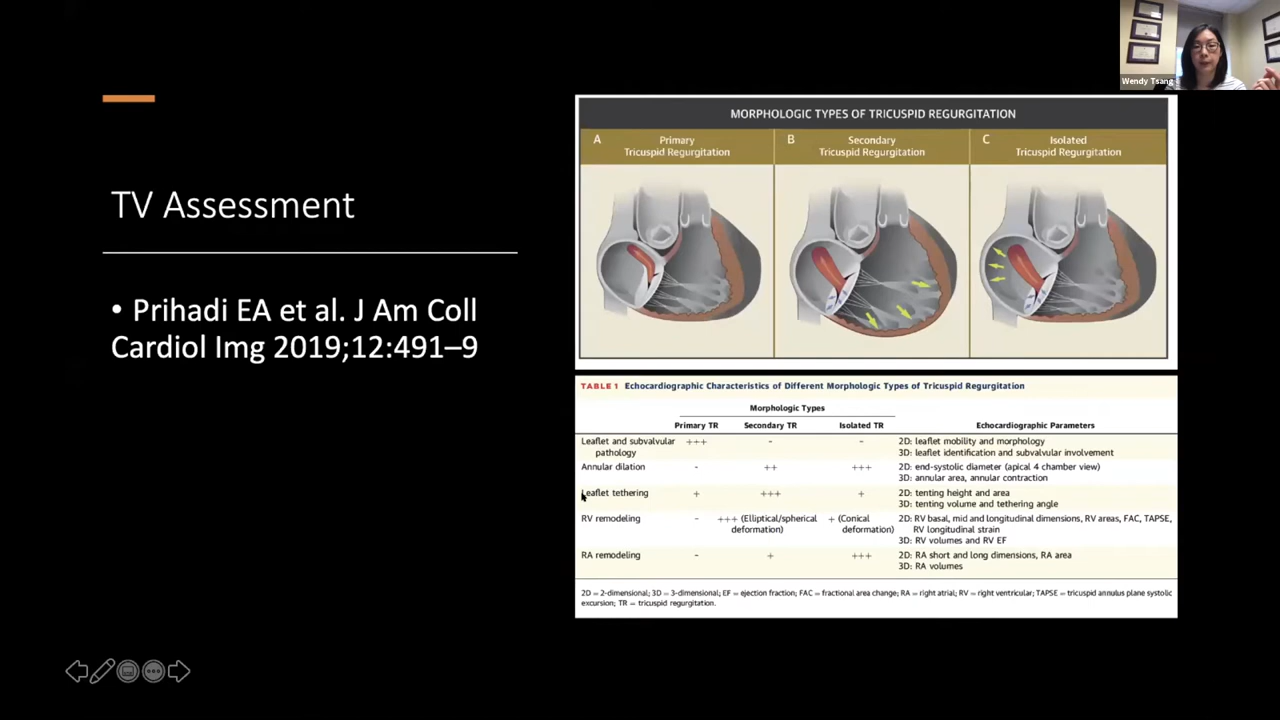 Wendy Tsang
TV Assessment
• Prihadi EA et al. J Am Coll
Cardiol Img 2019;12:491–9
MORPHOLOGIC TYPES OF TRICUSPID REGURGITATION
A Primary
Tricuspid Regurgitation
B Secondary
Tricuspid Regurgitation
C Isolated
Tricuspid Regurgitation
TABLE 1 Echocardiographic Characteristics of Different Morphologic Types of Tricuspid Regurgitation
Morphologic Types
Primary TR Secondary TR Isolated TR Echocardiographic Parameters
Leaflet and subvalvular +++ - - 2D: leaflet mobility and morphology
pathology 3D: leaflet identification and subvalvular involvement
Annular dilation - ++ +++ 2D: end-systolic diameter (apical 4 chamber view)
3D: annular area, annular contraction
Leaflet tethering + +++ + 2D: tenting height and area
3D: tenting volume and tethering angle
RV remodeling - +++ (Elliptical/spherical + (Conical 2D: RV basal, mid and longitudinal dimensions, RV areas, FAC, TAPSE,
deformation) deformation) RV longitudinal strain
3D: RV volumes and RV EF
RA remodeling - + +++ 2D: RA short and long dimensions, RA area
3D: RA volumes
2D = 2-dimensional; 3D = 3-dimensional; EF = ejection fraction; FAC = fractional area change; RA = right atrial; RV = right ventricular; TAPSE = tricuspid annulus plane systolic
excursion; TR = tricuspid regurgitation.